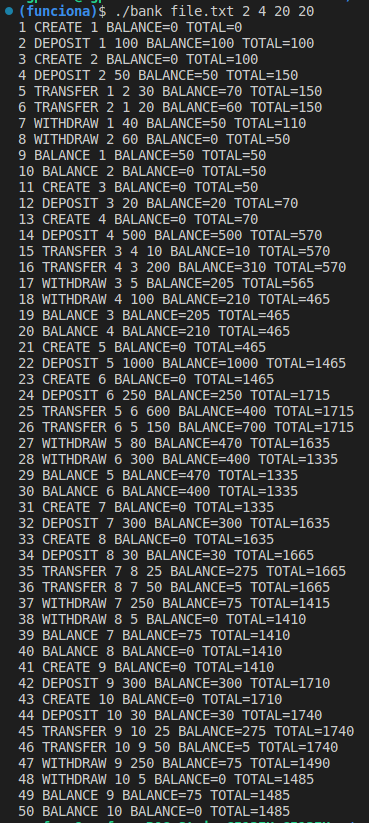 (funciona)$ ./bank file.txt 2 4 20 20
1 CREATE 1 BALANCE=0 TOTAL=0
2 DEPOSIT 1 100 BALANCE=100 TOTAL=100
3 CREATE 2 BALANCE=0 TOTAL=100
4 DEPOSIT 2 50 BALANCE=50 TOTAL=150
5 TRANSFER 1 2 30 BALANCE=70 TOTAL=150
6 TRANSFER 2 1 20 BALANCE=60 TOTAL=150
7 WITHDRAW 1 40 BALANCE=50 TOTAL=110
8 WITHDRAW 2 60 BALANCE=0 TOTAL=50
9 BALANCE 1 BALANCE=50 TOTAL=50
10 BALANCE 2 BALANCE=0 TOTAL=50
11 CREATE 3 BALANCE=0 TOTAL=50
12 DEPOSIT 3 20 BALANCE=20 TOTAL=70
13 CREATE 4 BALANCE=0 TOTAL=70
14 DEPOSIT 4 500 BALANCE=500 TOTAL=570
15 TRANSFER 3 4 10 BALANCE=10 TOTAL=570
16 TRANSFER 4 3 200 BALANCE=310 TOTAL=570
17 WITHDRAW 3 5 BALANCE=205 TOTAL=565
18 WITHDRAW 4 100 BALANCE=210 TOTAL=465
19 BALANCE 3 BALANCE=205 TOTAL=465
20 BALANCE 4 BALANCE=210 TOTAL=465
21 CREATE 5 BALANCE=0 TOTAL=465
22 DEPOSIT 5 1000 BALANCE=1000 TOTAL=1465
23 CREATE 6 BALANCE=0 TOTAL=1465
24 DEPOSIT 6 250 BALANCE=250 TOTAL=1715
25 TRANSFER 5 6 600 BALANCE=400 TOTAL=1715
26 TRANSFER 6 5 150 BALANCE=700 TOTAL=1715
27 WITHDRAW 5 80 BALANCE=470 TOTAL=1635
28 WITHDRAW 6 300 BALANCE=400 TOTAL=1335
29 BALANCE 5 BALANCE=470 TOTAL=1335
30 BALANCE 6 BALANCE=400 TOTAL=1335
31 CREATE 7 BALANCE=0 TOTAL=1335
32 DEPOSIT 7 300 BALANCE=300 TOTAL=1635
33 CREATE 8 BALANCE=0 TOTAL=1635
34 DEPOSIT 8 30 BALANCE=30 TOTAL=1665
35 TRANSFER 7 8 25 BALANCE=275 TOTAL=1665
36 TRANSFER 8 7 50 BALANCE=5 TOTAL=1665
37 WITHDRAW 7 250 BALANCE=75 TOTAL=1415
38 WITHDRAW 8 5 BALANCE=0 TOTAL=1410
39 BALANCE 7 BALANCE=75 TOTAL=1410
40 BALANCE 8 BALANCE=0 TOTAL=1410
41 CREATE 9 BALANCE=0 TOTAL=1410
42 DEPOSIT 9 300 BALANCE=300 TOTAL=1710
43 CREATE 10 BALANCE=0 TOTAL=1710
44 DEPOSIT 10 30 BALANCE=30 TOTAL=1740
45 TRANSFER 9 10 25 BALANCE=275 TOTAL=1740
46 TRANSFER 10 9 50 BALANCE=5 TOTAL=1740
47 WITHDRAW 9 250 BALANCE=75 TOTAL=1490
48 WITHDRAW 10 5 BALANCE=0 TOTAL=1485
49 BALANCE 9 BALANCE=75 TOTAL=1485
50 BALANCE 10 BALANCE=0 TOTAL=1485